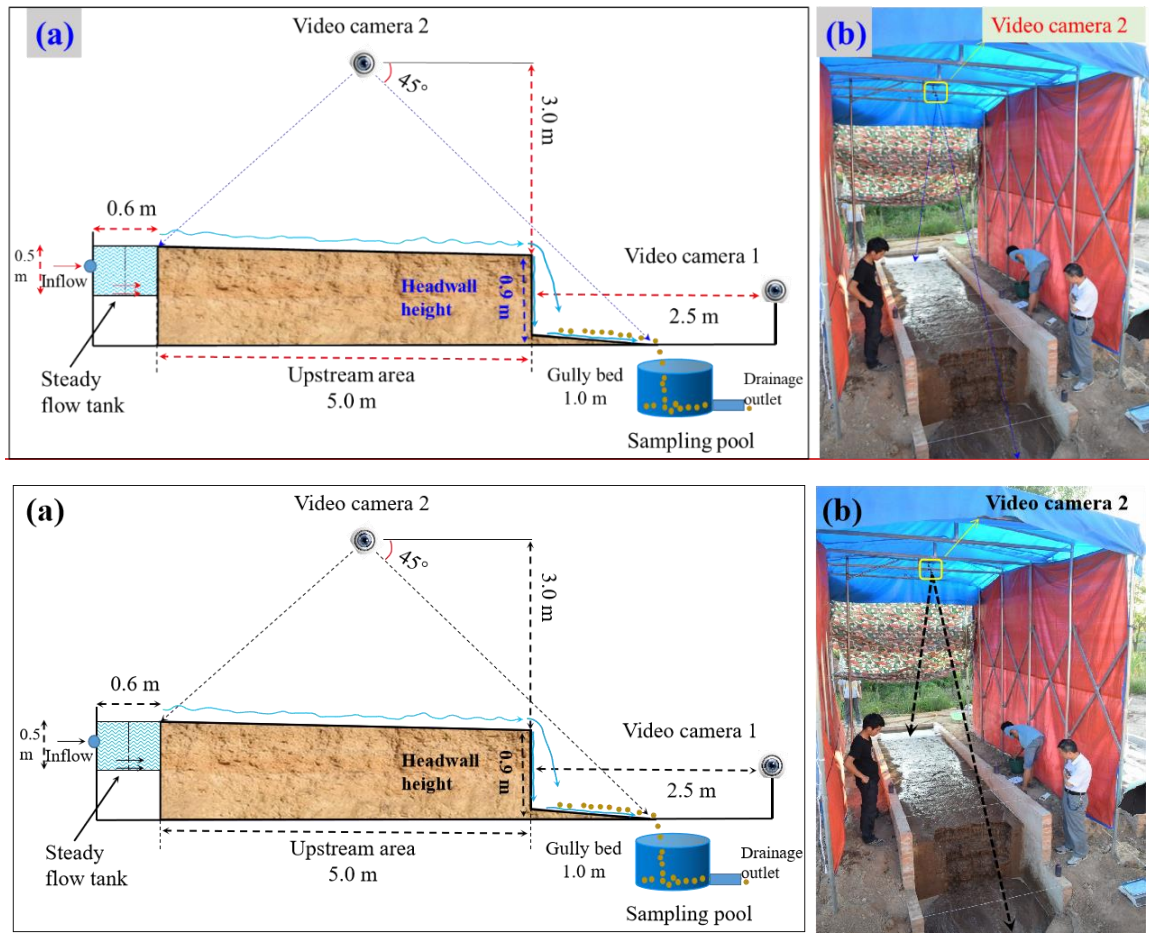 (a)
Video camera 2
45°
3.0 m
0.6 m
0.5
m
Inflow
Headwall
height
0.9 m
Video camera 1
2.5 m
Steady
flow tank
Upstream area
5.0 m
Gully bed
1.0 m
Drainage
outlet
Sampling pool
(b)
Video camera 2
(a)
Video camera 2
45°
3.0 m
0.6 m
0.5
m
Inflow
Headwall
height
0.9 m
Video camera 1
2.5 m
Steady
flow tank
Upstream area
5.0 m
Gully bed
1.0 m
Drainage
outlet
Sampling pool
(b)
Video camera 2